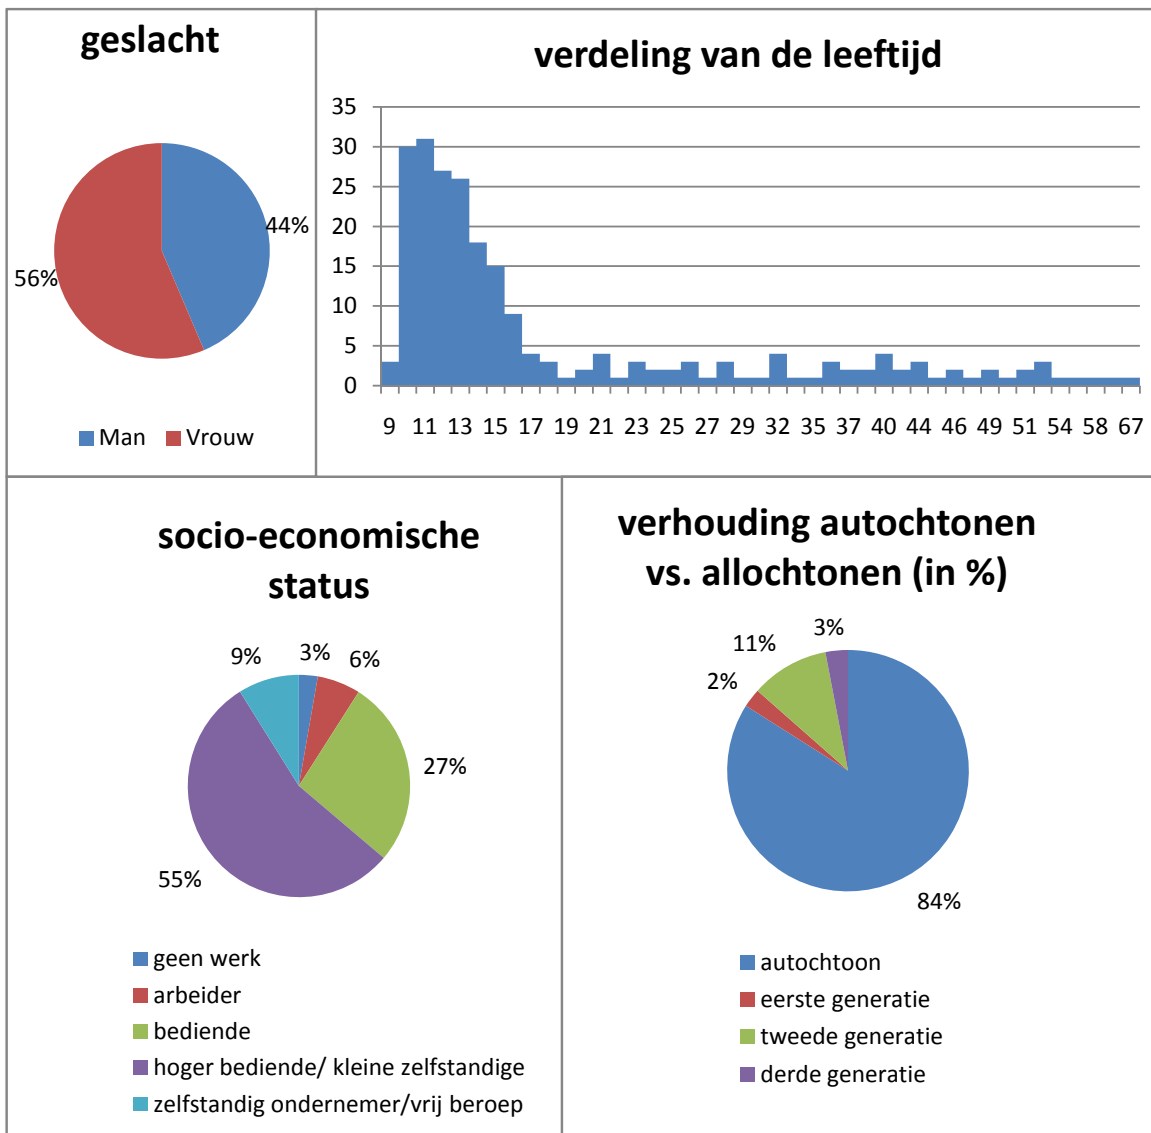 geslacht
44%
56%
Man Vrouw
verdeling van de leeftijd
35
30
25
20
15
10
5
0
9 11 13 15 17 19 21 23 25 27 29 32 35 37 40 44 46 49 51 54 58 67
socio-economische
status
9% 3% 6%
27%
55%
geen werk
arbeider
bediende
hoger bediende/ kleine zelfstandige
zelfstandig ondernemer/vrij beroep
verhouding autochtonen
vs. allochtonen (in %)
3%
11%
2%
84%
autochtoon
eerste generatie
tweede generatie
derde generatie